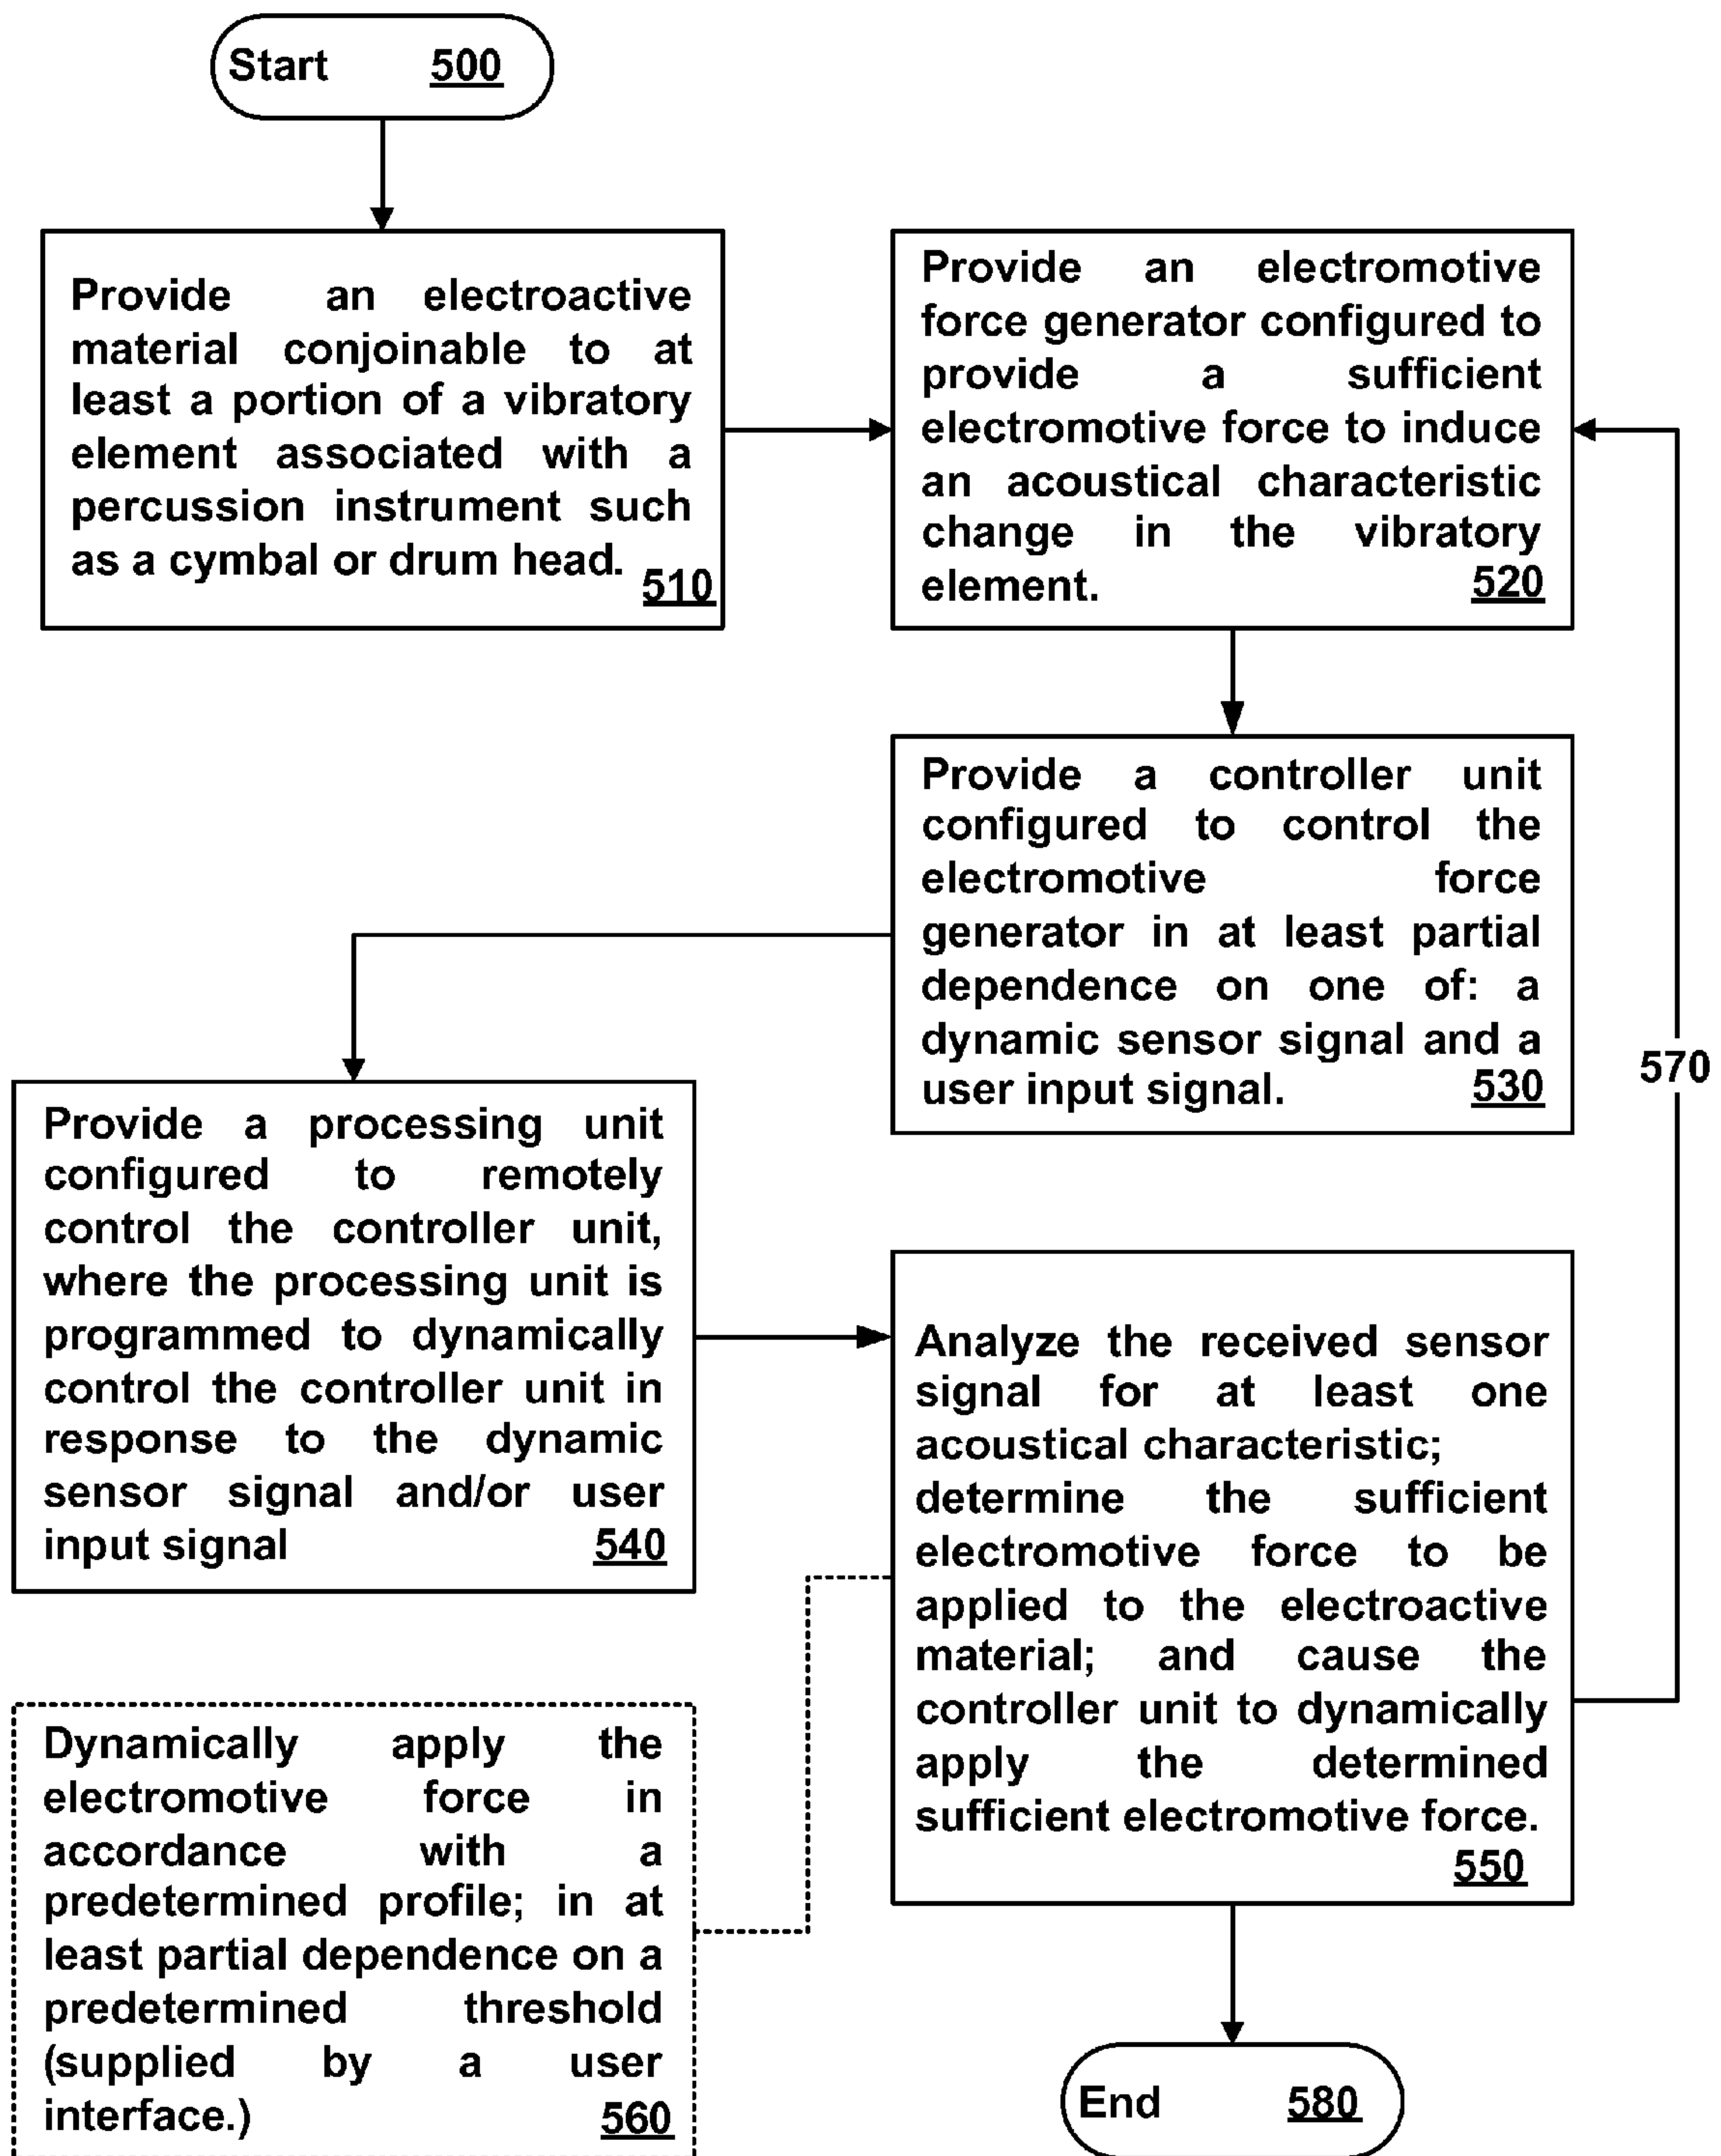 Start 500
Provide an electroactive
material conjoinable to at
least a portion of a vibratory
element associated with a
percussion instrument such
as a cymbal or drum head.
510
Provide an electromotive
force generator configured to
provide a sufficient
electromotive force to induce
an acoustical characteristic
change in the vibratory
element. 520
Provide a controller unit
configured to control the
electromotive force
generator in at least partial
dependence on one of: a
dynamic sensor signal and a
user input signal. 530
570
Provide a processing unit
configured to remotely
control the controller unit,
where the processing unit is
programmed to dynamically
control the controller unit in
response to the dynamic
sensor signal and/or user
input signal 540
Analyze the received sensor
signal for at least one
acoustical characteristic;
determine the sufficient
electromotive force to be
applied to the electroactive
material; and cause the
controller unit to dynamically
apply the determined
sufficient electromotive force.
550
Dynamically apply the
electromotive force in
accordance with a
predetermined profile; in at
least partial dependence on a
predetermined threshold
(supplied by a user
interface.) 560
End 580